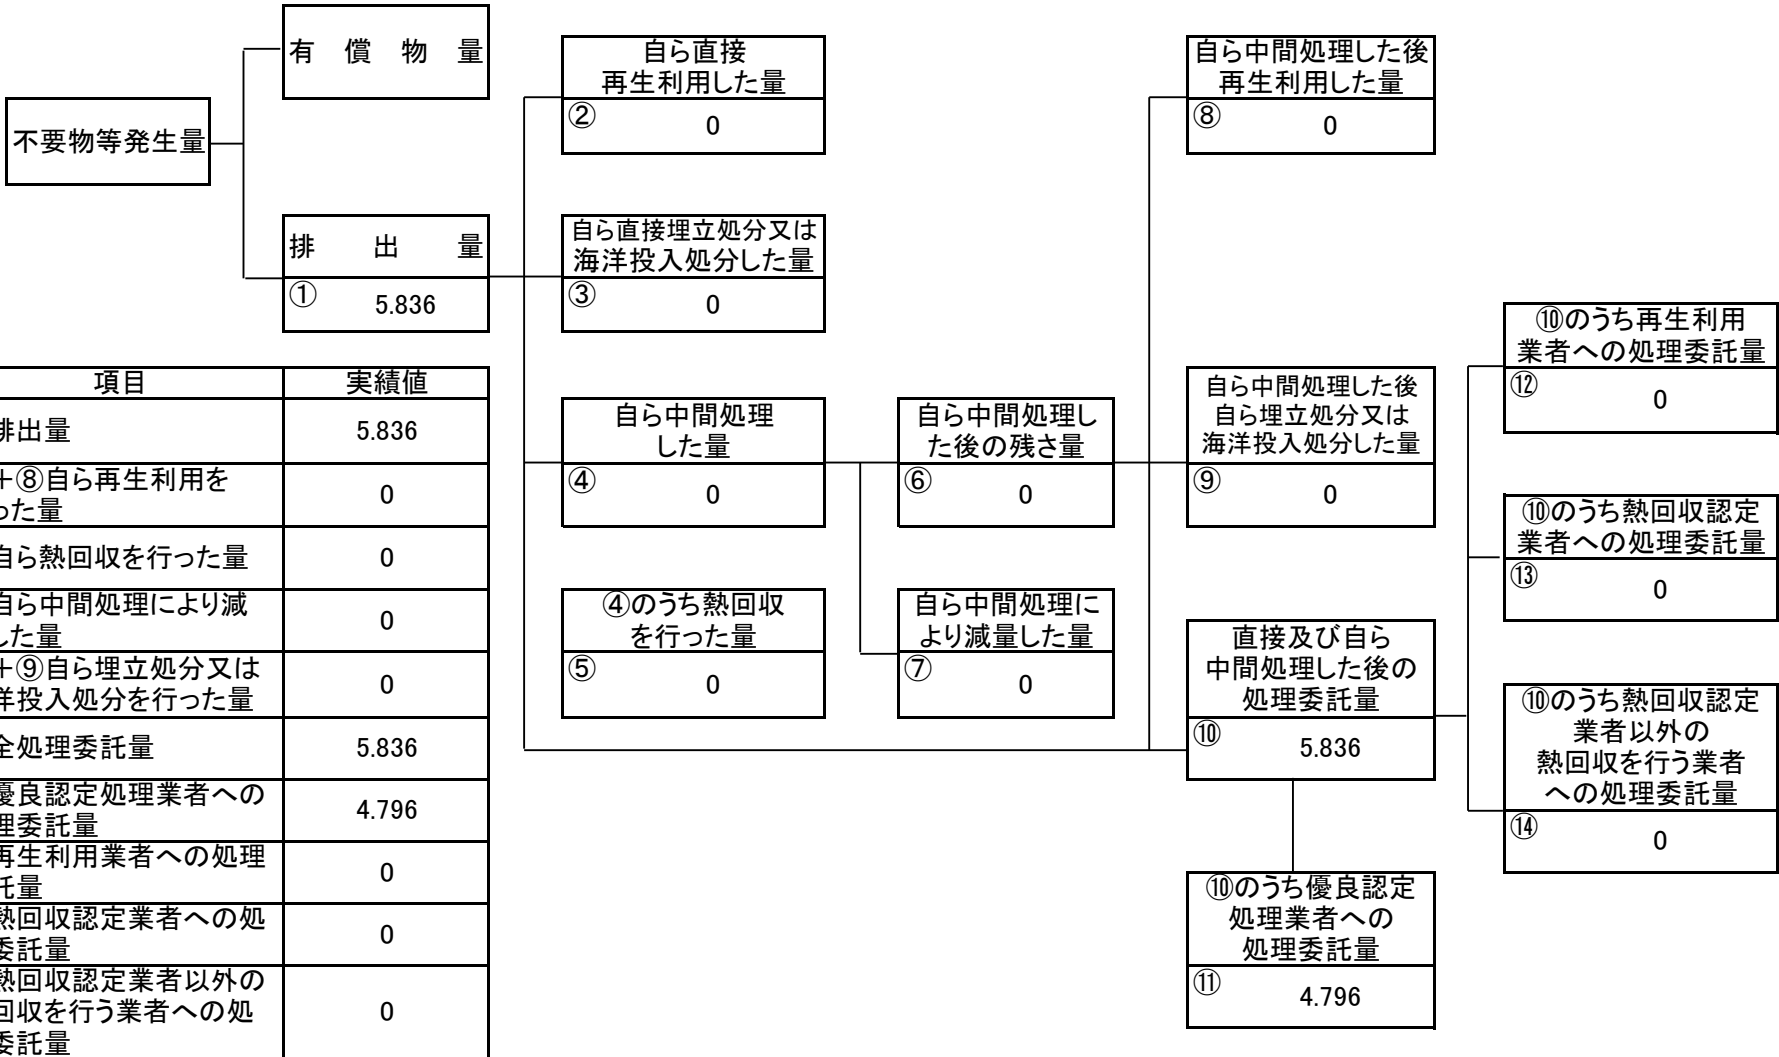 有償物量
不要物等発生量
排出量
① 5.836
自ら直接
再生利用した量
② 0
自ら直接埋立処分又は
海洋投入処分した量
③ 0
自ら中間処理
した量
④ 0
④のうち熱回収
を行った量
⑤ 0
自ら中間処理し
た後の残さ量
⑥ 0
自ら中間処理に
より減量した量
⑦ 0
自ら中間処理した後
再生利用した量
⑧ 0
自ら中間処理した後
自ら埋立処分又は
海洋投入処分した量
⑨ 0
直接及び自ら
中間処理した後の
処理委託量
⑩ 5.836
⑩のうち優良認定
処理業者への
処理委託量
⑪ 4.796
⑩のうち再生利用
業者への処理委託量
⑫ 0
⑩のうち熱回収認定
業者への処理委託量
⑬ 0
⑩のうち熱回収認定
業者以外の
熱回収を行う業者
への処理委託量
⑭ 0
項目 実績値
排出量 5.836
+⑧自ら再生利用を
った量 0
自ら熱回収を行った量 0
自ら中間処理により減
した量 0
+⑨自ら埋立処分又は
洋投入処分を行った量 0
全処理委託量 5.836
優良認定処理業者への
理委託量 4.796
再生利用業者への処理
託量 0
熱回収認定業者への処
委託量 0
熱回収認定業者以外の
回収を行う業者への処
委託量 0